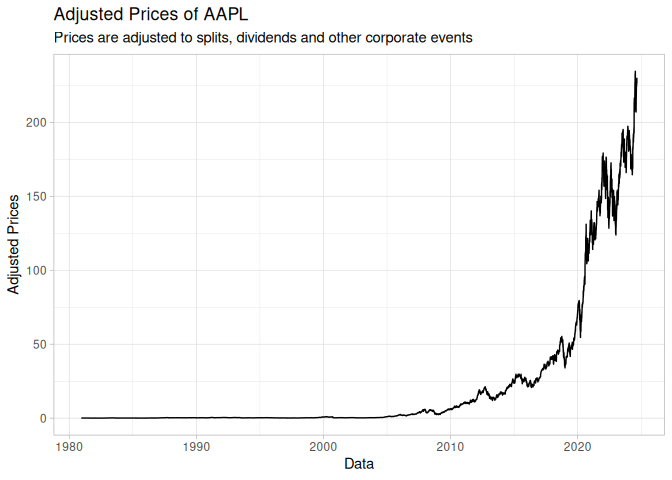 Adjusted Prices of AAPL
Prices are adjusted to splits, dividends and other corporate events
Adjusted Prices
200
150
100
50
0
1980
1990
2000
2010
2020
Data